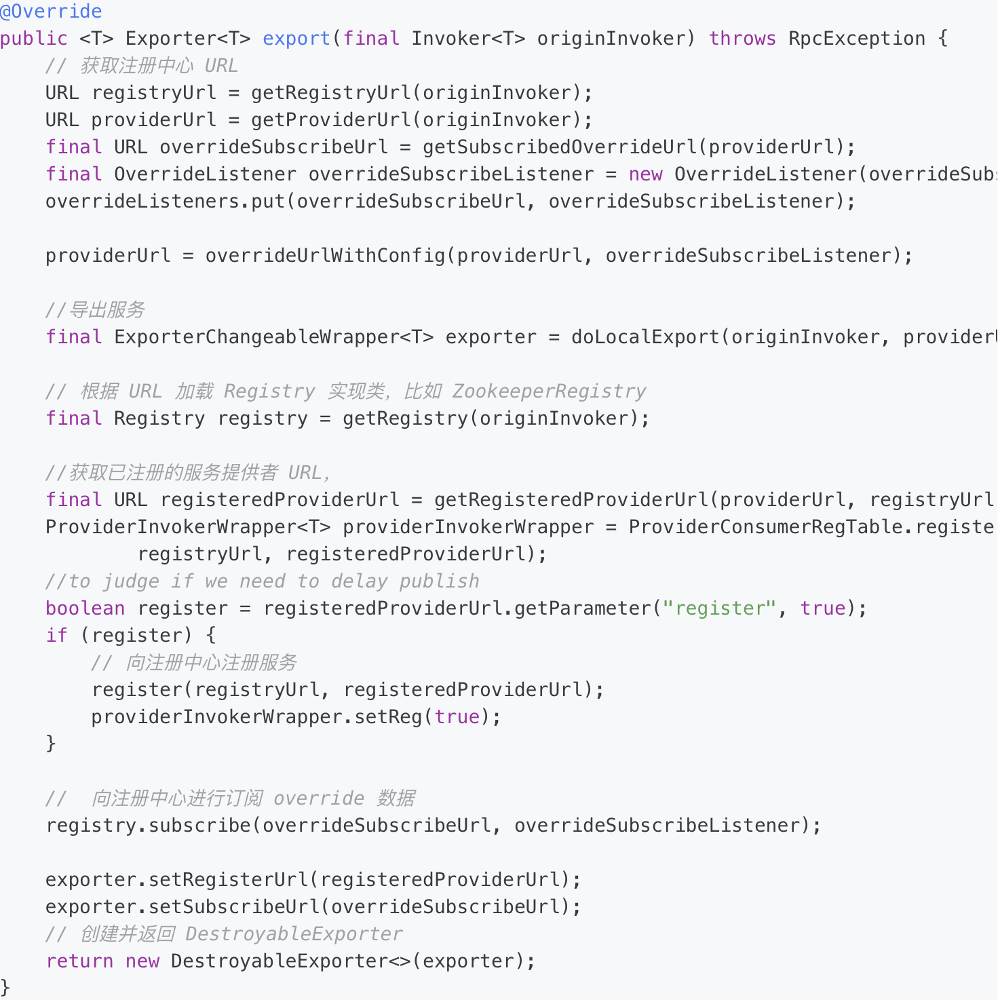 @Override
public <T> Exporter<T> export(final Invoker<T> originInvoker) throws RpcException {
    // 获取注册中心 URL
    URL registryUrl = getRegistryUrl(originInvoker);
    URL providerUrl = getProviderUrl(originInvoker);
    final URL overrideSubscribeUrl = getSubscribedOverrideUrl(providerUrl);
    final OverrideListener overrideSubscribeListener = new OverrideListener(overrideSubs
    overrideListeners.put(overrideSubscribeUrl, overrideSubscribeListener);

    providerUrl = overrideUrlWithConfig(providerUrl, overrideSubscribeListener);

    //导出服务
    final ExporterChangeableWrapper<T> exporter = doLocalExport(originInvoker, providerU

    // 根据 URL 加载 Registry 实现类，比如 ZookeeperRegistry
    final Registry registry = getRegistry(originInvoker);

    //获取已注册的服务提供者 URL，
    final URL registeredProviderUrl = getRegisteredProviderUrl(providerUrl, registryUrl
    ProviderInvokerWrapper<T> providerInvokerWrapper = ProviderConsumerRegTable.registe
            registryUrl, registeredProviderUrl);
    //to judge if we need to delay publish
    boolean register = registeredProviderUrl.getParameter("register", true);
    if (register) {
        // 向注册中心注册服务
        register(registryUrl, registeredProviderUrl);
        providerInvokerWrapper.setReg(true);
    }

    //  向注册中心进行订阅 override 数据
    registry.subscribe(overrideSubscribeUrl, overrideSubscribeListener);

    exporter.setRegisterUrl(registeredProviderUrl);
    exporter.setSubscribeUrl(overrideSubscribeUrl);
    // 创建并返回 DestroyableExporter
    return new DestroyableExporter<>(exporter);
}